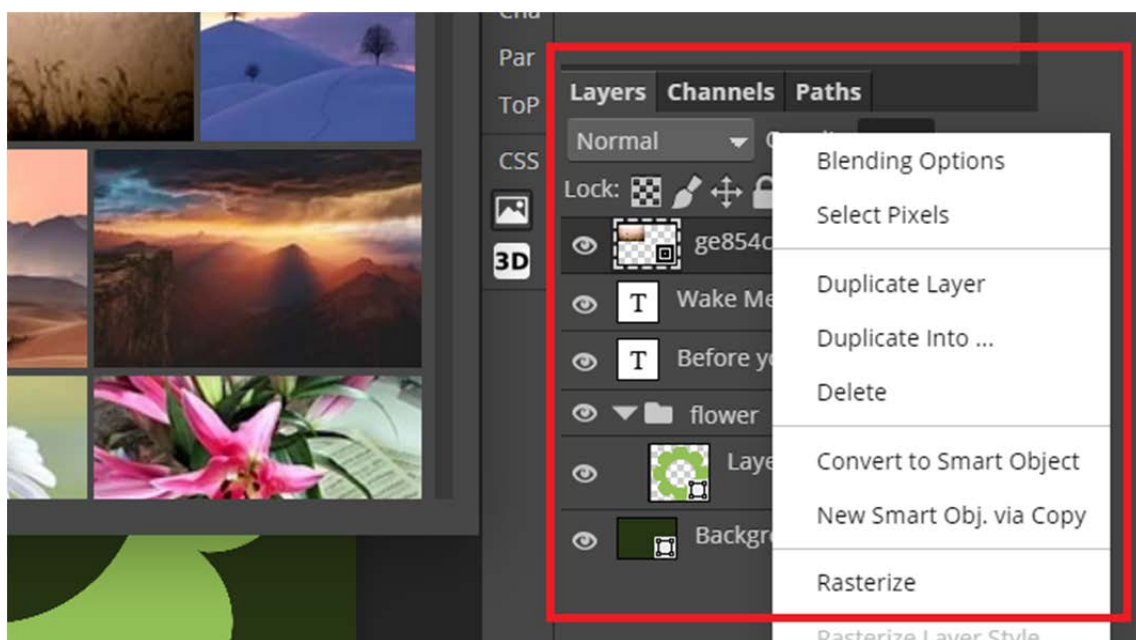 Cha
Par
ToP
CSS
3D
Layers Channels Paths
Normal
Lock:
ge854c
T Wake Me
T Before yo
flower
Laye
Backgr
Blending Options
Select Pixels
Duplicate Layer
Duplicate Into ...
Delete
Convert to Smart Object
New Smart Obj. via Copy
Rasterize
Rasterize Layer Style